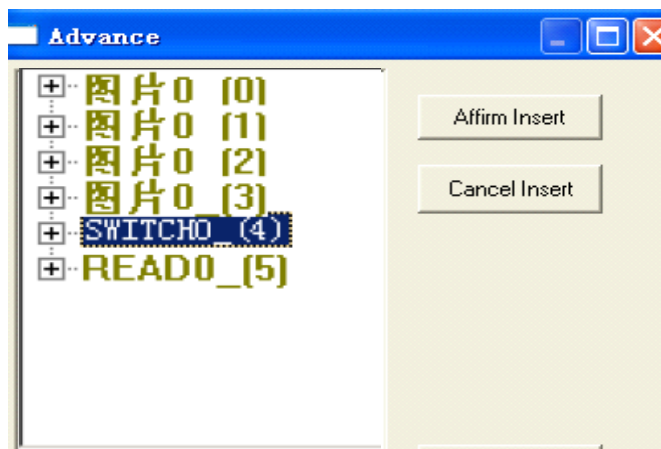 Advance
图片0 (0)
图片0 (1)
图片0 (2)
图片0_(3)
SWITCH0_(4)
READ0_(5)
Affirm Insert
Cancel Insert